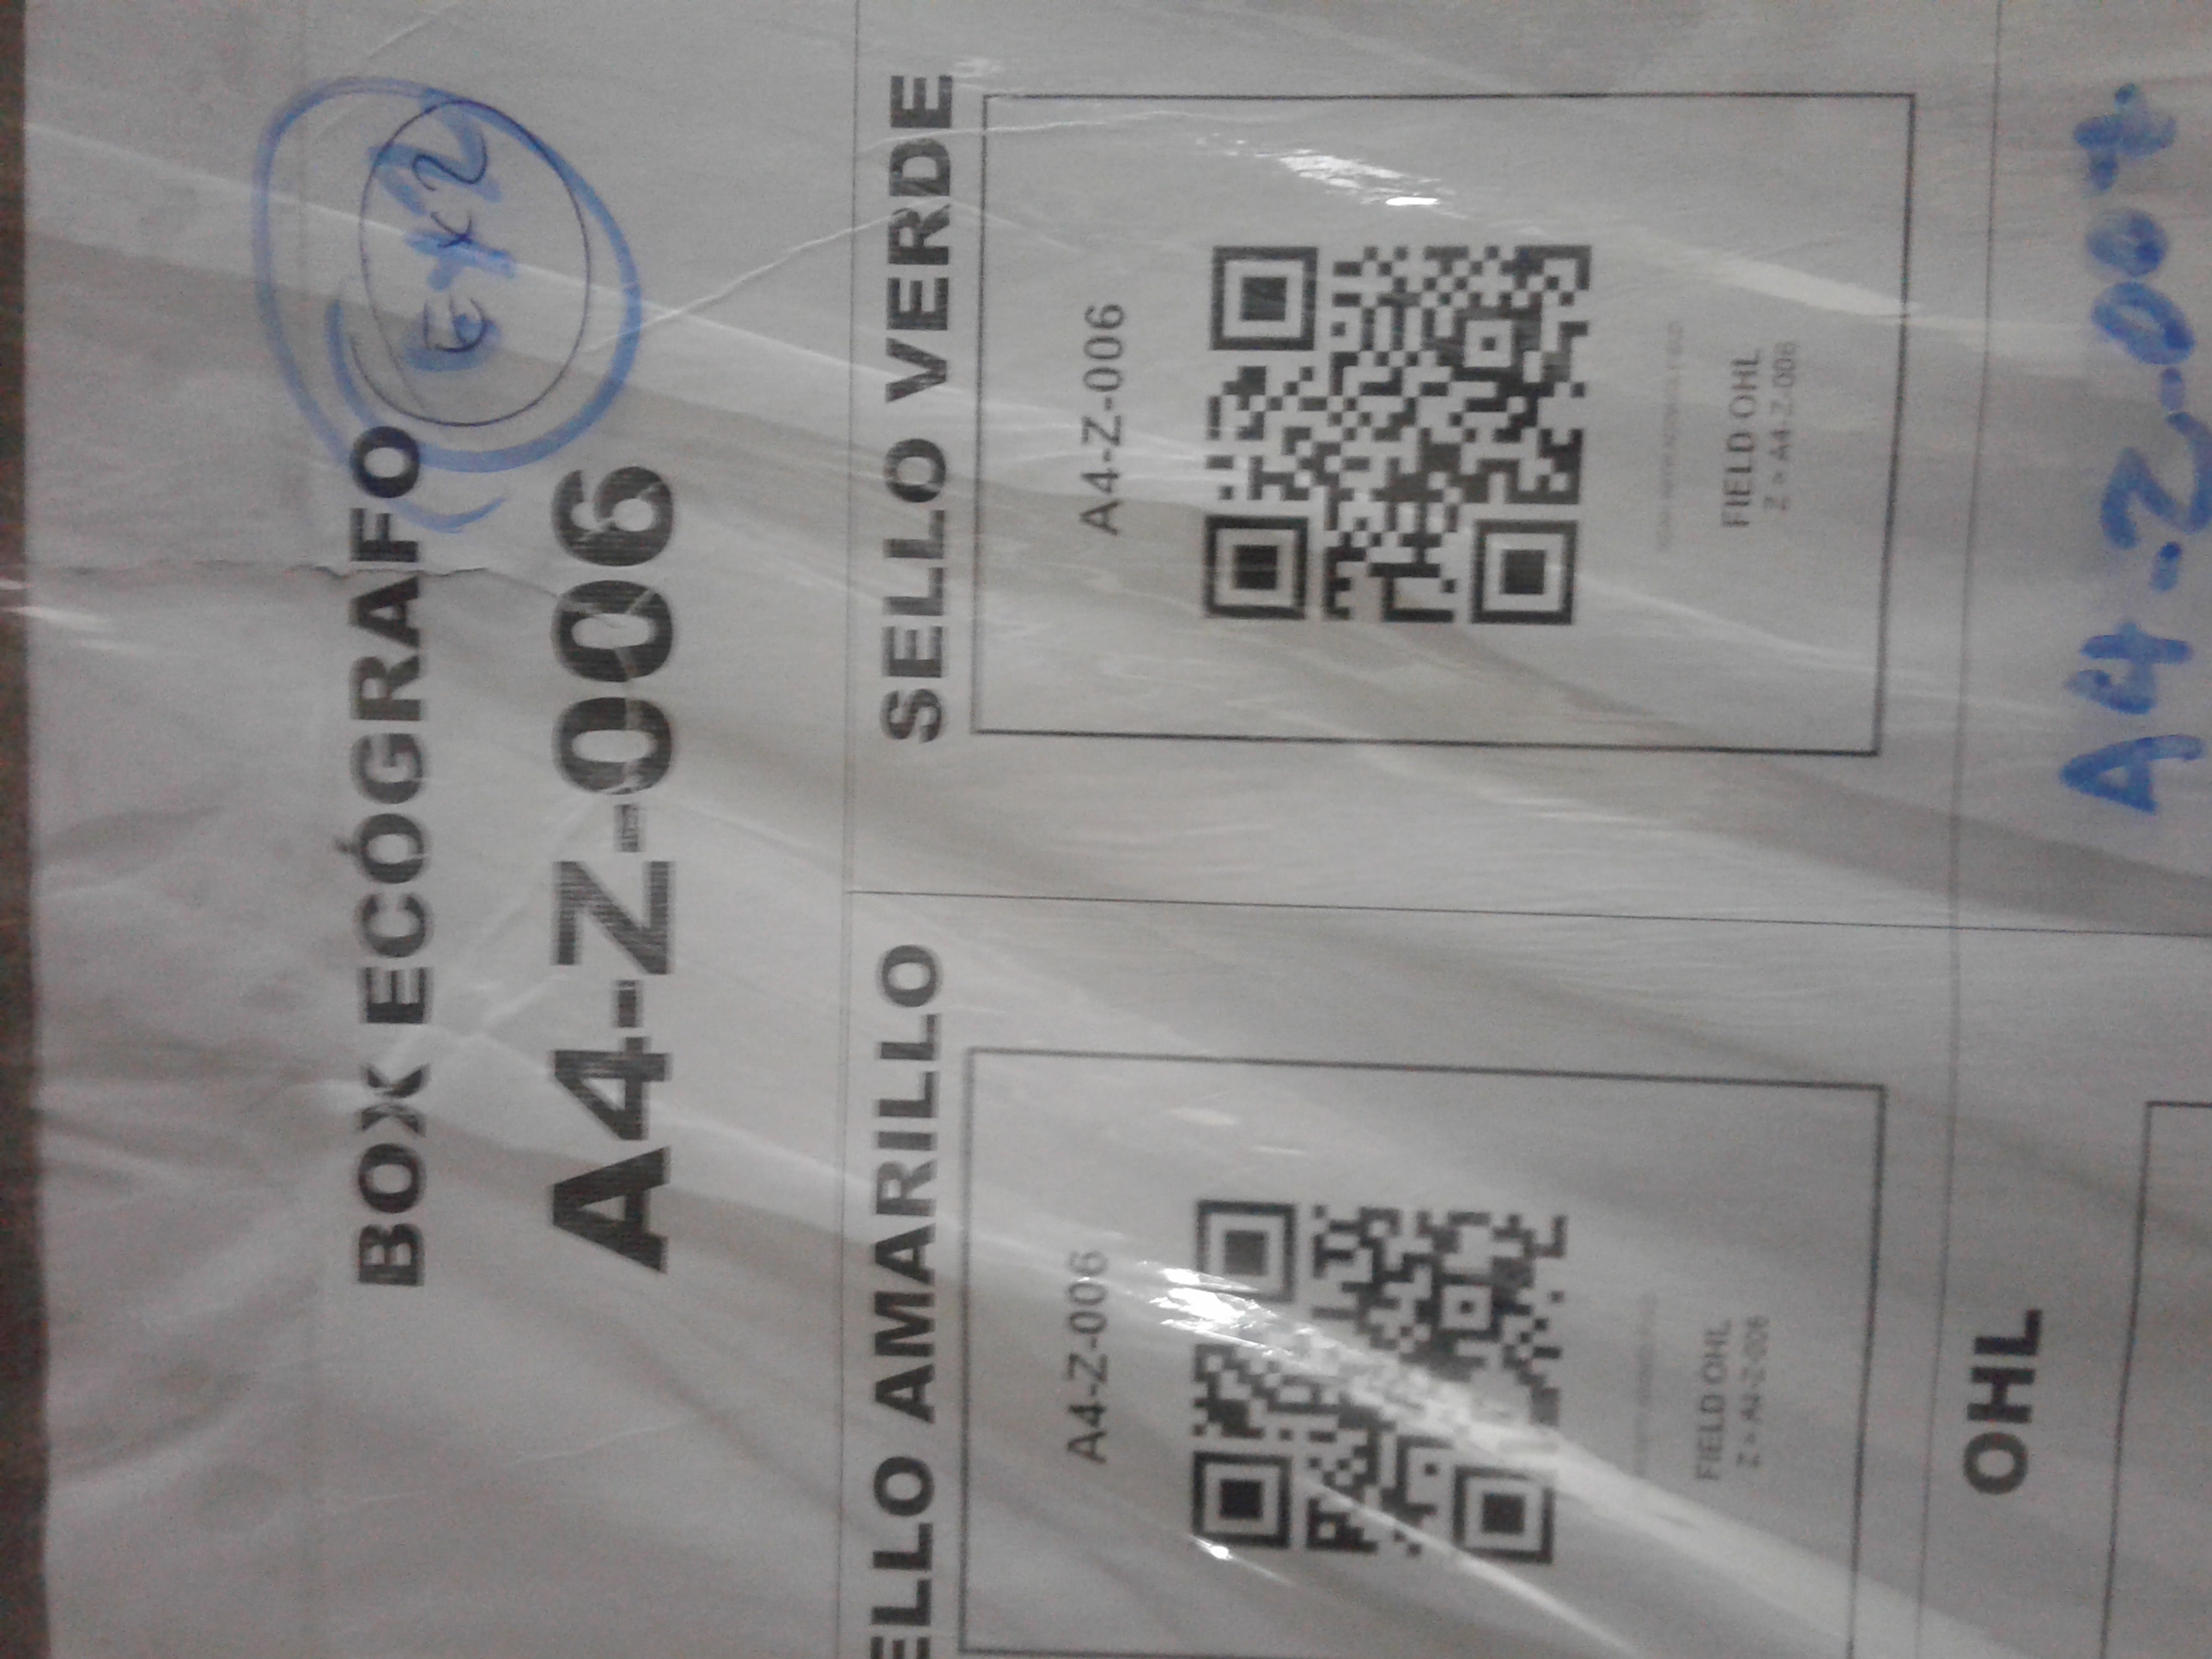 BOX ECÓGRAFO
A4-Z-006
ELLO AMARILLO
A4-Z-006
FIELD OHL
Z > A4-Z-006
SELLO VERDE
A4-Z-006
FIELD OHL
Z > A4-Z-006
OHL
A4-Z-007